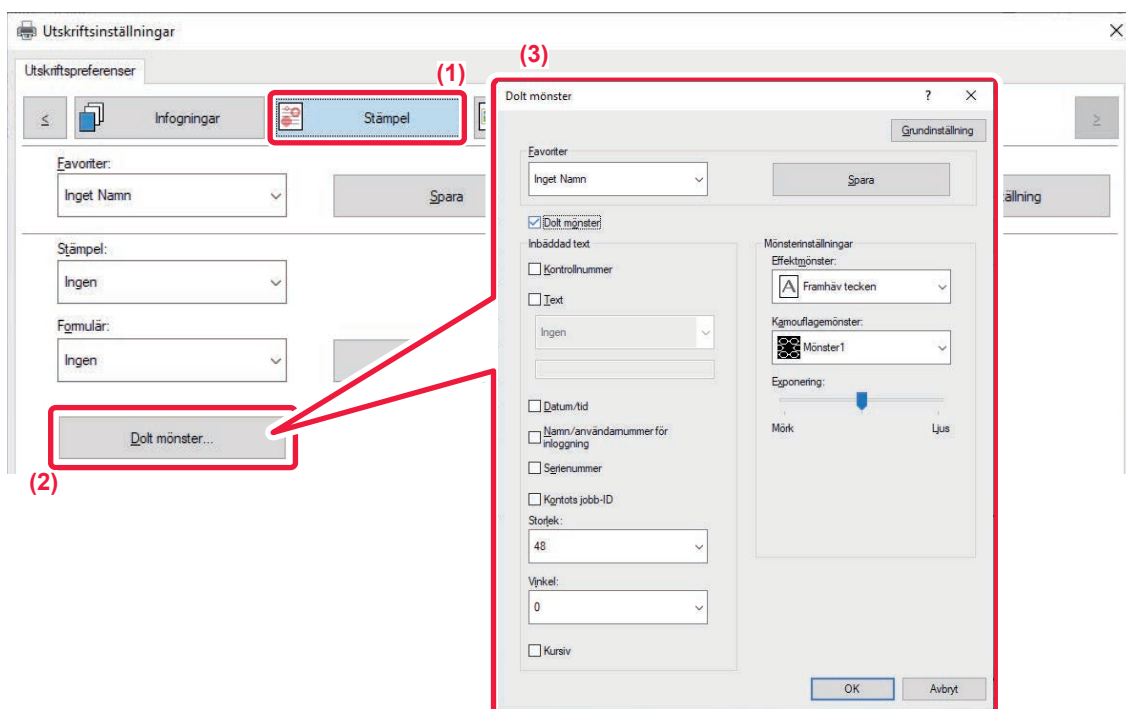 Utskriftsinställningar
Utskriftspreferenser
(1)
<
Infogningar
Stämpel
>
Favoriter:
Inget Namn
Spara
ällning
Stämpel:
Ingen
Formulär:
Ingen
Dolt mönster...
(2)
(3)
Dolt mönster
?
Grundinställning
Favoriter
Inget Namn
Spara
Dolt mönster
Inbäddad text
Kontrollnummer
Text
Ingen
Datum/tid
Namn/användarnummer för
inloggning
Serienummer
Kontots jobb-ID
Storlek:
48
Vinkel:
0
Kursiv
Mönsterinställningar
Effektmönster:
A Framhäv tecken
Kamouflagemönster:
Mönster1
Exponering:
Mörk Ljus
OK Avbryt